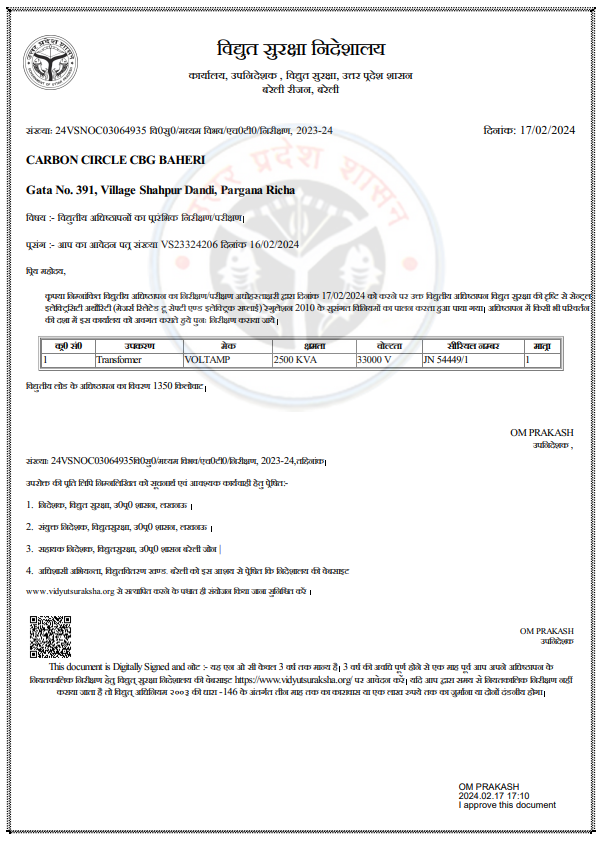 विद्युत सुरक्षा निदेशालय
कार्यालय, उपनिदेशक , विद्युत सुरक्षा, उत्तर प्रदेश शासन
बरेली रीजन, बरेली
संख्याः 24VSNOC03064935 वि0सु0/मध्यम विभव/एच0टी0/निरीक्षण, 2023-24 दिनांक: 17/02/2024
CARBON CIRCLE CBG BAHERI
Gata No. 391, Village Shahpur Dandi, Pargana Richa
विषय :- विद्युतीय अधिष्ठापनों का प्रारंमिक निरीक्षण/परीक्षण|
प्रसंग :- आप का आवेदन पत्र संख्या VS23324206 दिनांक 16/02/2024
प्रिय महोदय,
कृपया निम्नांकित विद्युतीय अधिष्ठापन का निरीक्षण/परीक्षण अधोहस्ताक्षरी द्वारा दिनांक 17/02/2024 को करने पर उक्त विद्युतीय अधिष्ठापन विद्युत सुरक्षा की दृष्टि से सेन्ट्रल
इलेक्ट्रिसिटी अथॉरिटी (मेजर्स रिलेटेड टू सेफ्टी एण्ड इलेक्ट्रिक सप्लाई) रेगुलेशन 2010 के सुसंगत विनियमों का पालन करता हुआ पाया गया| अधिष्ठापन में किसी भी परिवर्तन
की दशा में इस कार्यालय को अवगत कराते हुये पुनः निरीक्षण कराया जाये|
क्र0 सं0 उपकरण मेक क्षमता वोल्टता सीरियल नम्बर मात्रा
1 Transformer VOLTAMP 2500 KVA 33000 V JN 54449/1 1
विद्युतीय लोड के अधिष्ठापन का विवरण 1350 किलोवाट|
OM PRAKASH
उपनिदेशक ,
संख्याः 24VSNOC03064935वि0सु0/मध्यम विभव/एच0टी0/निरीक्षण, 2023-24,तद्दिनांक|
उपरोक्त की प्रति लिपि निम्नलिखित को सूचनार्थ एवं आवश्यक कार्यवाही हेतु प्रेषित:-
1. निदेशक, विद्युत सुरक्षा, उ0प्र0 शासन, लखनऊ |
2. संयुक्त निदेशक, विद्युतसुरक्षा, उ0प्र0 शासन, लखनऊ |
3. सहायक निदेशक, विद्युतसुरक्षा, उ0प्र0 शासन बरेली जोन |
4. अधिशासी अभियन्ता, विद्युतवितरण खण्ड. बरेली को इस आशय से प्रेषित कि निदेशालय की वेबसाइट
www.vidyutsuraksha.org से सत्यापित करने के पश्चात ही संयोजन किया जाना सुनिश्चित करें |
OM PRAKASH
उपनिदेशक
This document is Digitally Signed and नोट :- यह एन ओ सी केवल 3 वर्ष तक मान्य है| 3 वर्ष की अवधि पूर्ण होने से एक माह पूर्व आप अपने अधिष्ठापन के
नियतकालिक निरीक्षण हेतु विद्युत् सुरक्षा निदेशालय की वेबसाइट https://www.vidyutsuraksha.org/ पर आवेदन करें| यदि आप द्वारा समय से नियतकालिक निरीक्षण नहीं
कराया जाता है तो विद्युत् अधिनियम २००३ की धारा -146 के अंतर्गत तीन माह तक का कारावास या एक लाख रुपये तक का जुर्माना या दोनों दंडनीय होगा|
OM PRAKASH
2024.02.17 17:10
I approve this document
उत्तर प्रदेश शासन